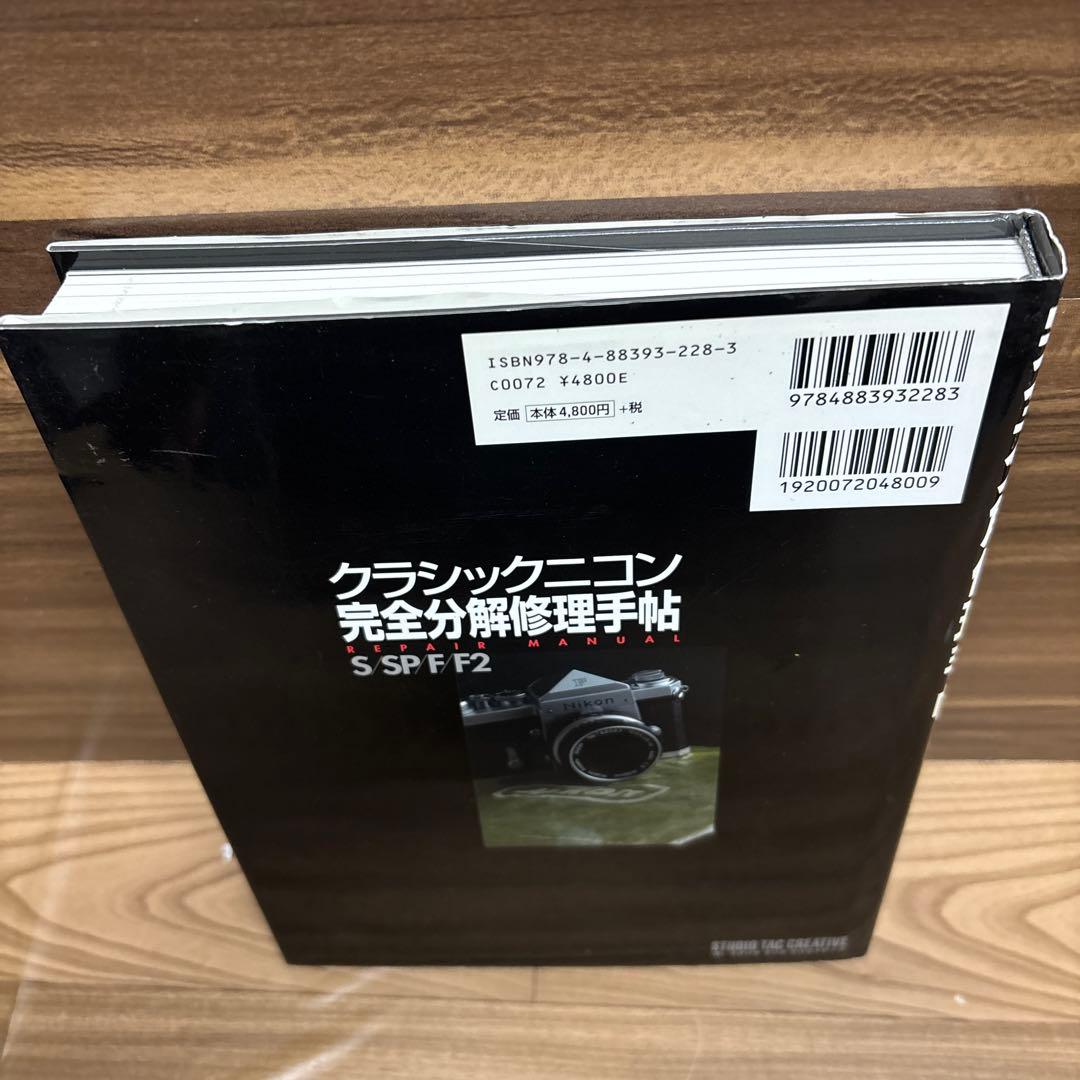 ISBN978-4-88393-228-3
C0072 ¥4800E
定価 本体4,800円 +税
9784883932283
1920072048009
クラシックニコン
完全分解修理手帖
REPAIR MANUAL
S/SP/F/F2
F
Nikon
STUDIO TAC CREATIVE